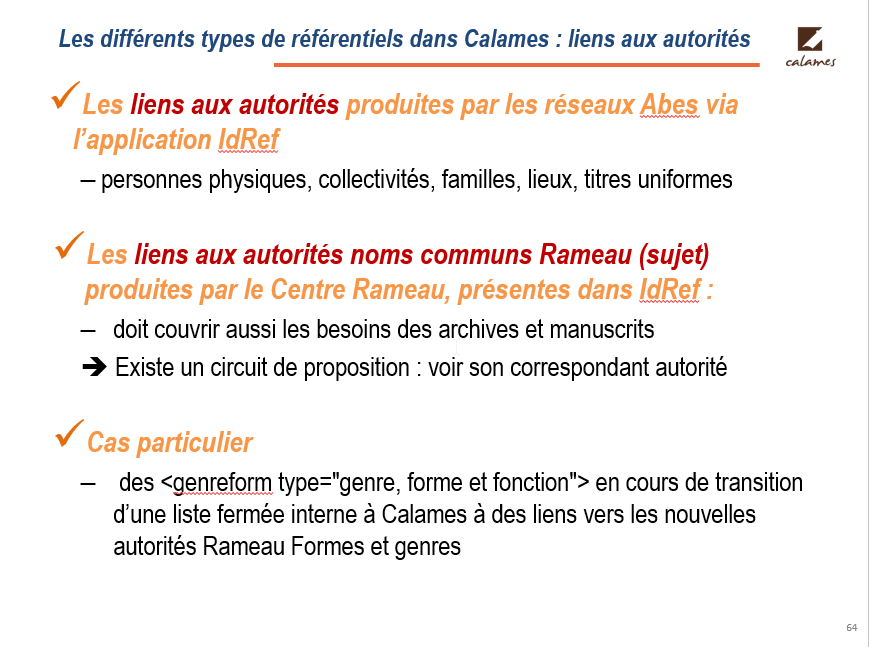 Les différents types de référentiels dans Calames : liens aux autorités
calames
Les liens aux autorités produites par les réseaux Abes via
l’application IdRef
– personnes physiques, collectivités, familles, lieux, titres uniformes
Les liens aux autorités noms communs Rameau (sujet)
produites par le Centre Rameau, présentes dans IdRef :
– doit couvrir aussi les besoins des archives et manuscrits
➔ Existe un circuit de proposition : voir son correspondant autorité
Cas particulier
– des <genreform type="genre, forme et fonction"> en cours de transition
d’une liste fermée interne à Calames à des liens vers les nouvelles
autorités Rameau Formes et genres
64